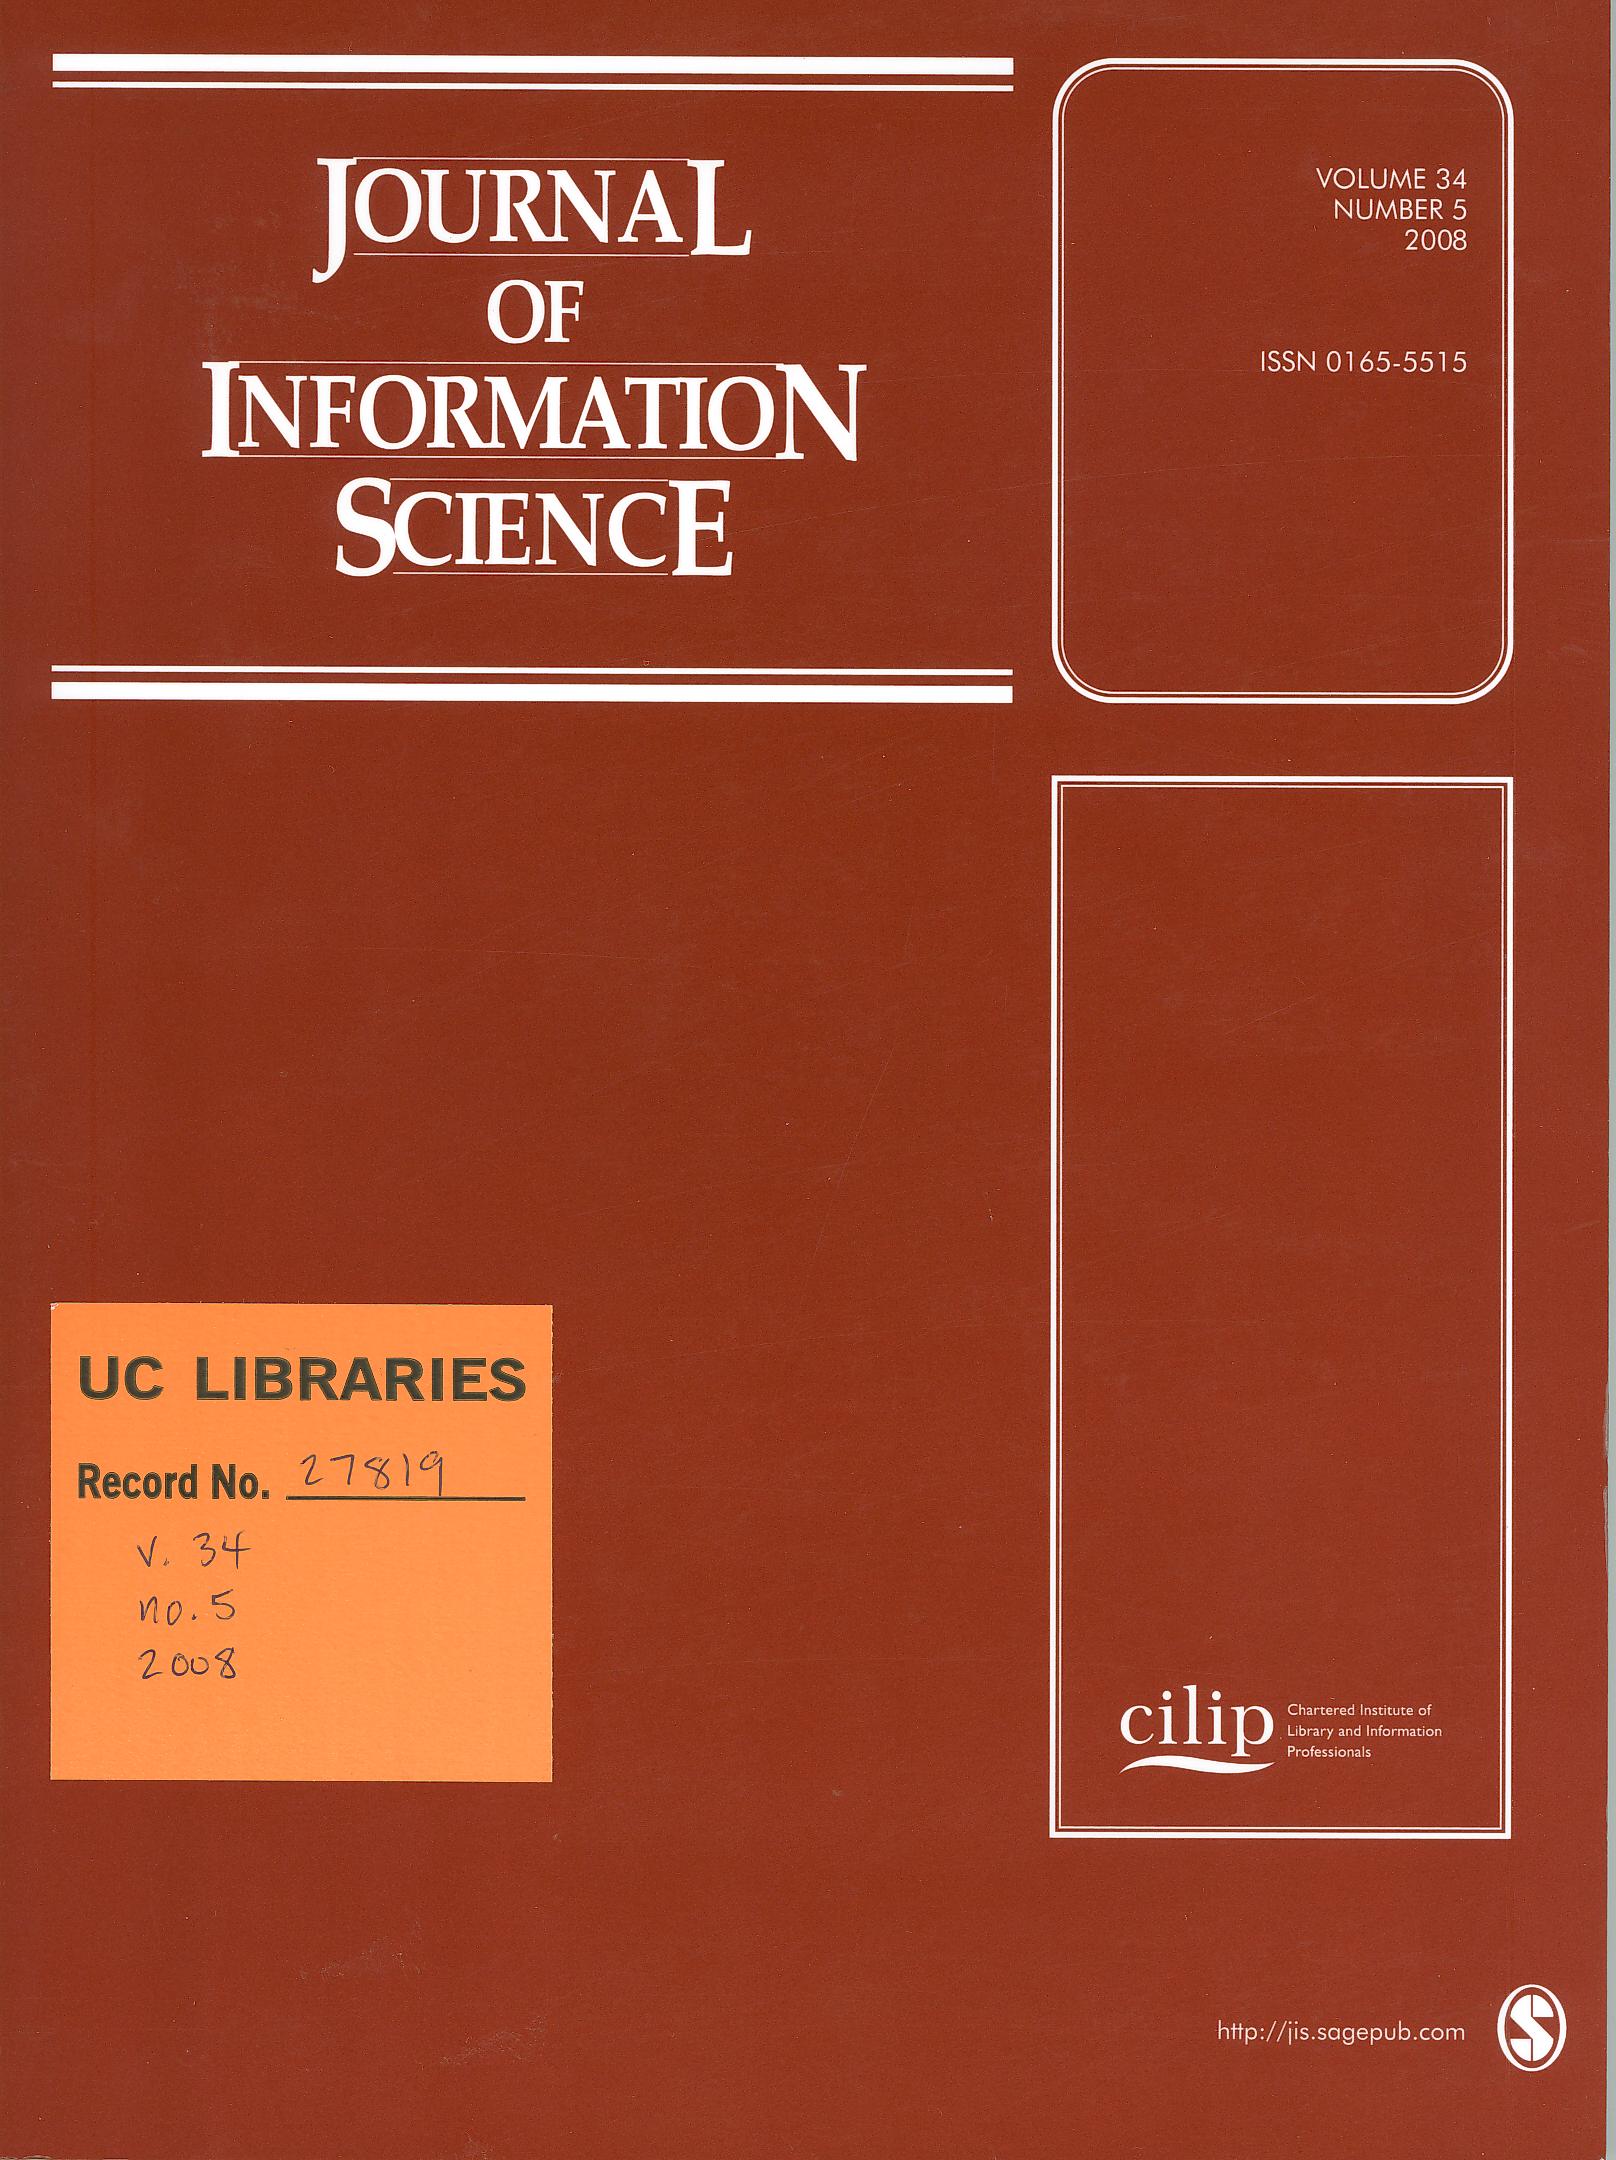 JOURNAL
OF
INFORMATION
SCIENCE
VOLUME 34
NUMBER 5
2008
ISSN 0165-5515
UC LIBRARIES
Record No. 27819
v. 34
no. 5
2008
cilip
Chartered Institute of
Library and Information
Professionals
http://jis.sagepub.com
S